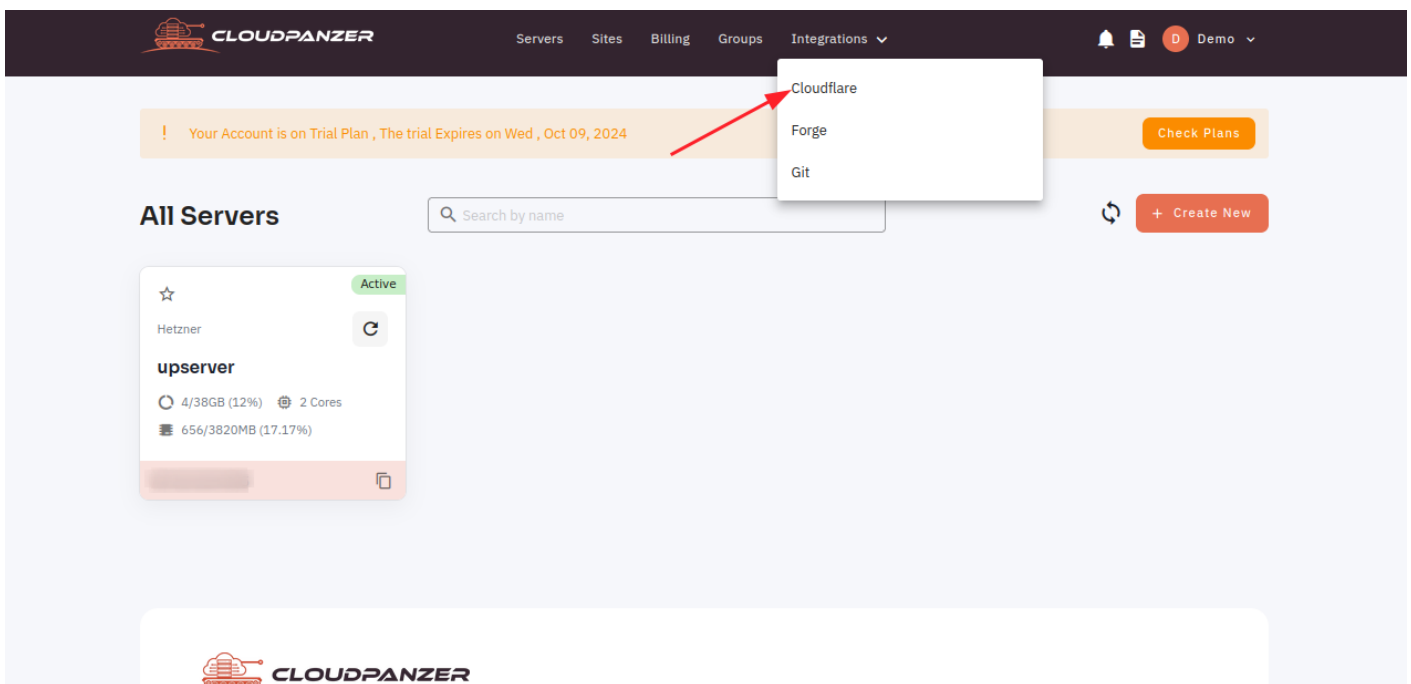 CLOUDPANZER
Servers Sites Billing Groups Integrations
D Demo
Cloudflare
Forge
Git
! Your Account is on Trial Plan , The trial Expires on Wed , Oct 09, 2024
Check Plans
All Servers
Search by name
+ Create New
Active
Hetzner
upserver
4/38GB (12%) 2 Cores
656/3820MB (17.17%)
CLOUDPANZER